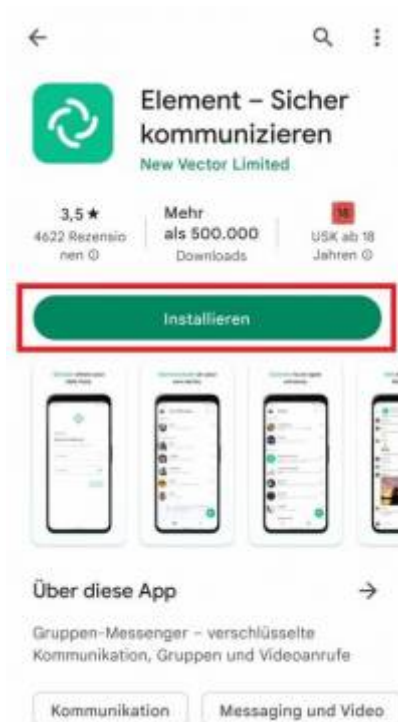 Element – Sicher
kommunizieren
New Vector Limited
3,5 ★
4622 Rezensio
nen
Mehr
als 500.000
Downloads
18
USK ab 18
Jahren
Installieren
Über diese App
Gruppen-Messenger – verschlüsselte
Kommunikation, Gruppen und Videoanrufe
Kommunikation
Messaging und Video